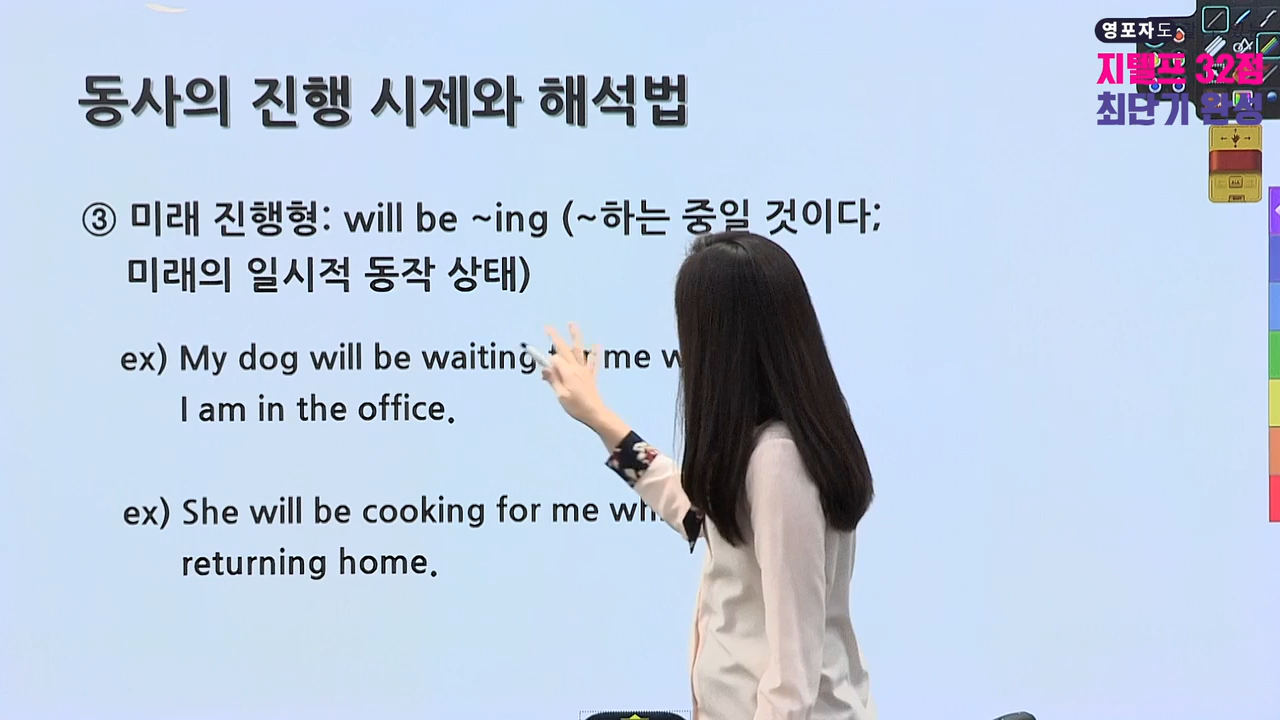 영포자도
지텔프 32점
최단기 완성
동사의 진행 시제와 해석법
③ 미래 진행형: will be ~ing (~하는 중일 것이다;
미래의 일시적 동작 상태)
ex) My dog will be waiting for me
I am in the office.
ex) She will be cooking for me
returning home.